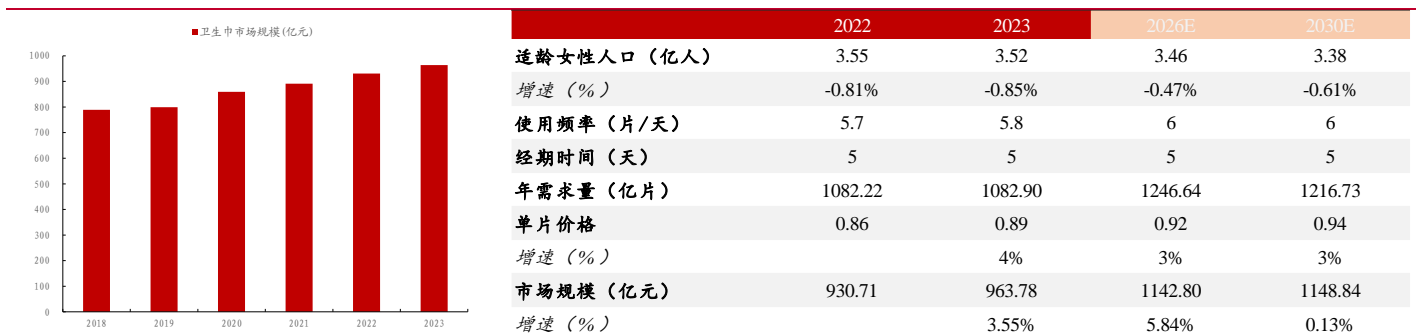 卫生巾市场规模(亿元)
1000
900
800
700
600
500
400
300
200
100
0
2018 2019 2020 2021 2022 2023
2022 2023 2026E 2030E
适龄女性人口（亿人） 3.55 3.52 3.46 3.38
增速（%） -0.81% -0.85% -0.47% -0.61%
使用频率（片/天） 5.7 5.8 6 6
经期时间（天） 5 5 5 5
年需求量（亿片） 1082.22 1082.90 1246.64 1216.73
单片价格 0.86 0.89 0.92 0.94
增速（%） 4% 3% 3%
市场规模（亿元） 930.71 963.78 1142.80 1148.84
增速（%） 3.55% 5.84% 0.13%